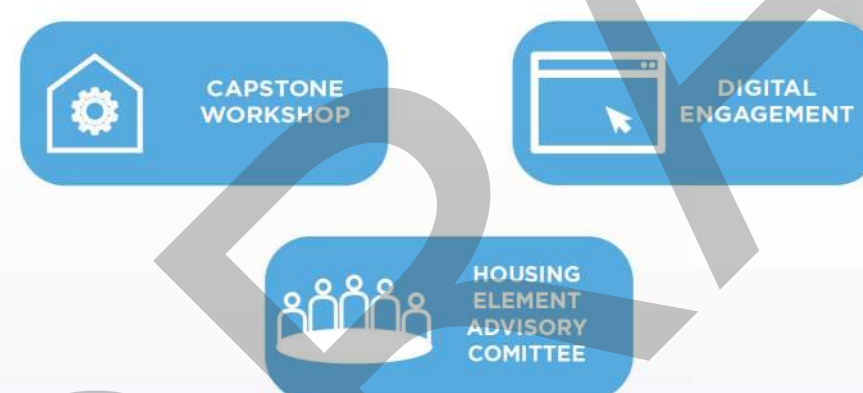 CAPSTONE
WORKSHOP
DIGITAL
ENGAGEMENT
HOUSING
ELEMENT
ADVISORY
COMITTEE